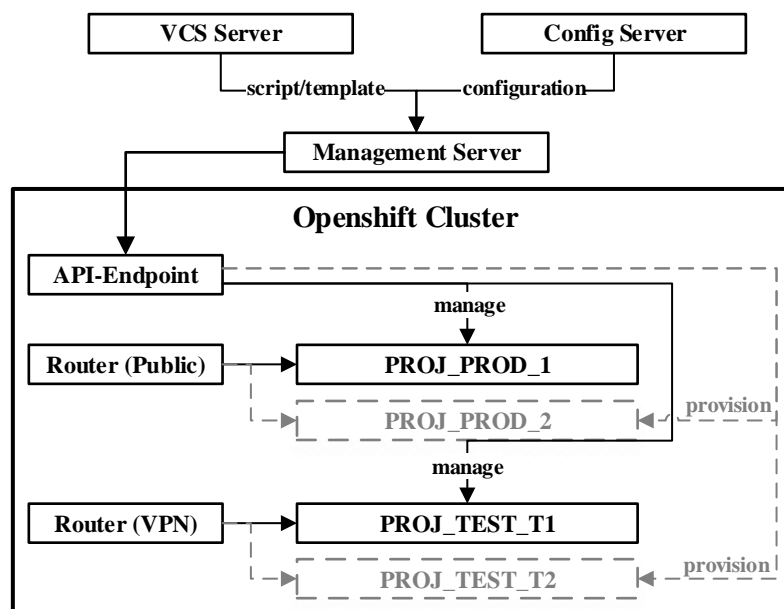 VCS Server
Config Server
script/template
configuration
Management Server
Openshift Cluster
API-Endpoint
manage
Router (Public)
PROJ_PROD_1
PROJ_PROD_2
provision
manage
Router (VPN)
PROJ_TEST_T1
provision
PROJ_TEST_T2